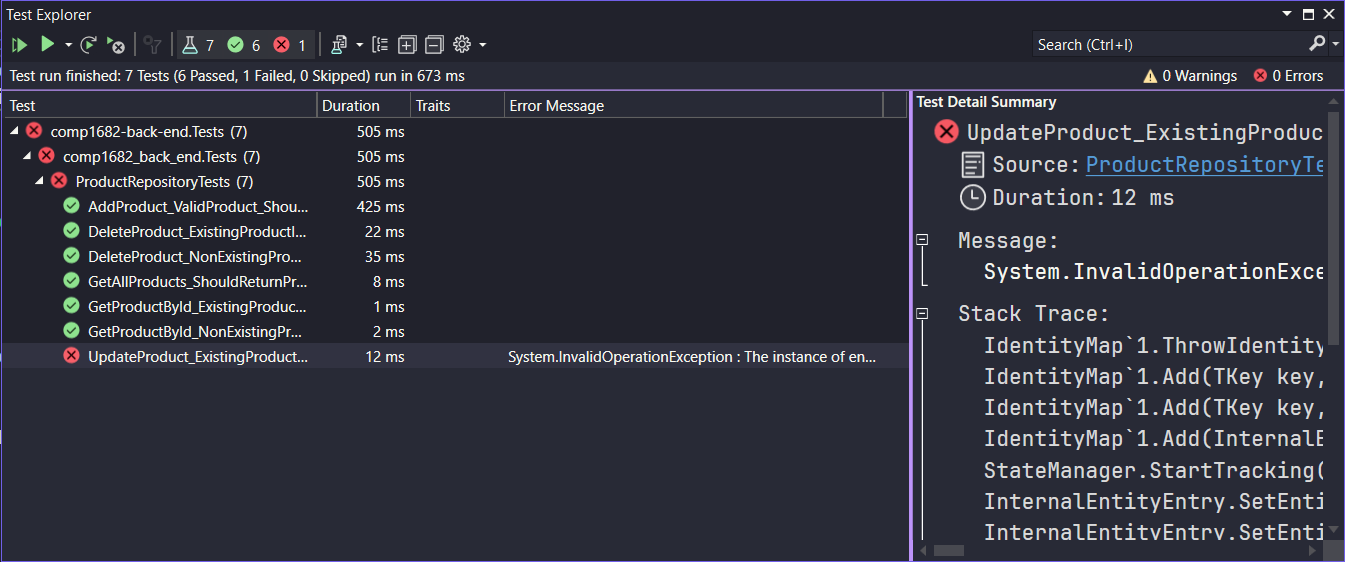 Test Explorer
7 6 1
Search (Ctrl+I)
Test run finished: 7 Tests (6 Passed, 1 Failed, 0 Skipped) run in 673 ms
0 Warnings 0 Errors
Test Duration Traits Error Message
comp1682-back-end.Tests (7) 505 ms
comp1682_back_end.Tests (7) 505 ms
ProductRepositoryTests (7) 505 ms
AddProduct_ValidProduct_Shou... 425 ms
DeleteProduct_ExistingProductI... 22 ms
DeleteProduct_NonExistingPro... 35 ms
GetAllProducts_ShouldReturnPr... 8 ms
GetProductById_ExistingProduc... 1 ms
GetProductById_NonExistingPr... 2 ms
UpdateProduct_ExistingProduct... 12 ms System.InvalidOperationException : The instance of en...
Test Detail Summary
UpdateProduct_ExistingProduc
Source: ProductRepositoryTe
Duration: 12 ms
Message:
System.InvalidOperationExce
Stack Trace:
IdentityMap`1.ThrowIdentity
IdentityMap`1.Add(TKey key,
IdentityMap`1.Add(TKey key,
IdentityMap`1.Add(InternalE
StateManager.StartTracking(
InternalEntityEntry.SetEnti
InternalEntityEntry.SetEnti